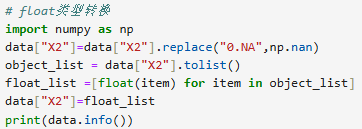 # float类型转换
import numpy as np
data["X2"]=data["X2"].replace("0.NA",np.nan)
object_list = data["X2"].tolist()
float_list =[float(item) for item in object_list]
data["X2"]=float_list
print(data.info())